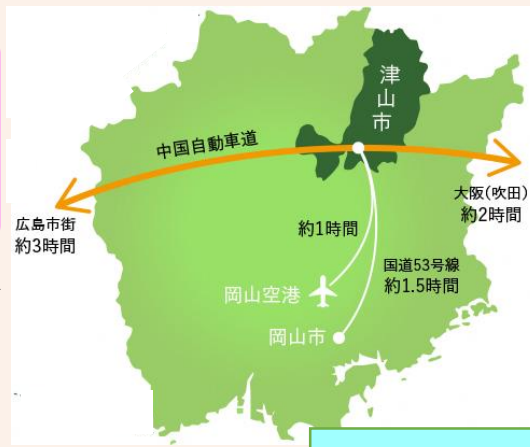 津山市
中国自動車道
大阪(吹田)
約2時間
広島市街
約3時間
約1時間
国道53号線
約1.5時間
岡山空港
岡山市